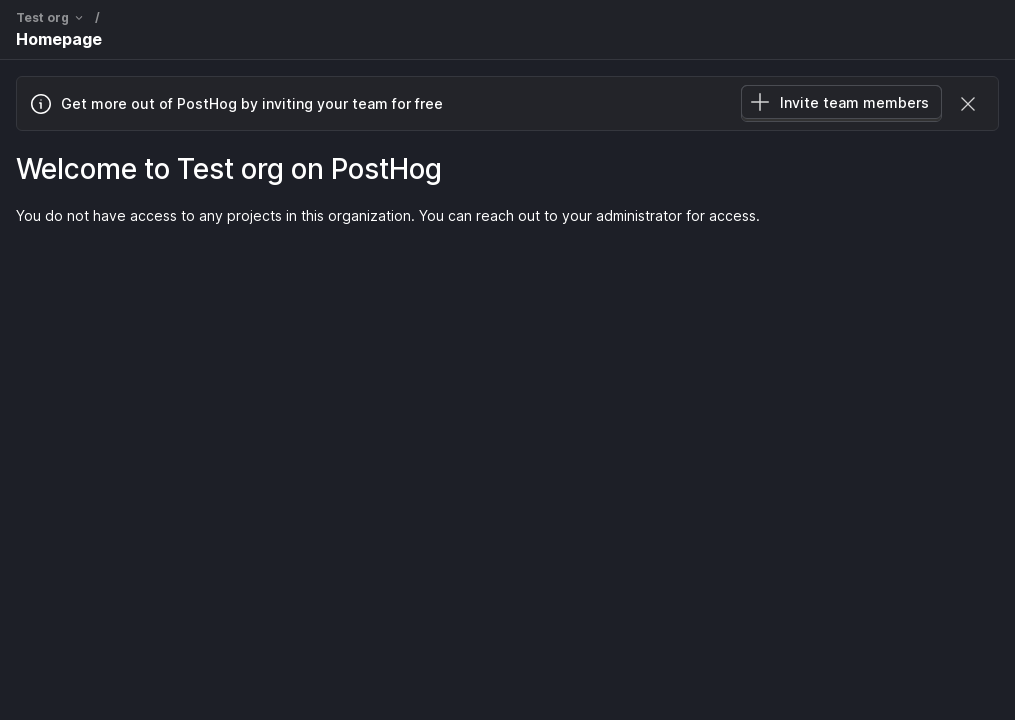 Test org /
Homepage
Get more out of PostHog by inviting your team for free
Invite team members
Welcome to Test org on PostHog
You do not have access to any projects in this organization. You can reach out to your administrator for access.